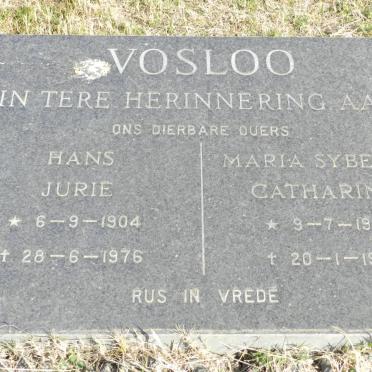 VOSLOO
IN TERE HERINNERING AA
ONS DIERBARE OUERS
HANS
JURIE
* 6-9-1904
† 28-6-1976
MARIA SYBE
CATHARIN
* 9-7-19
† 20-1-19
RUS IN VREDE